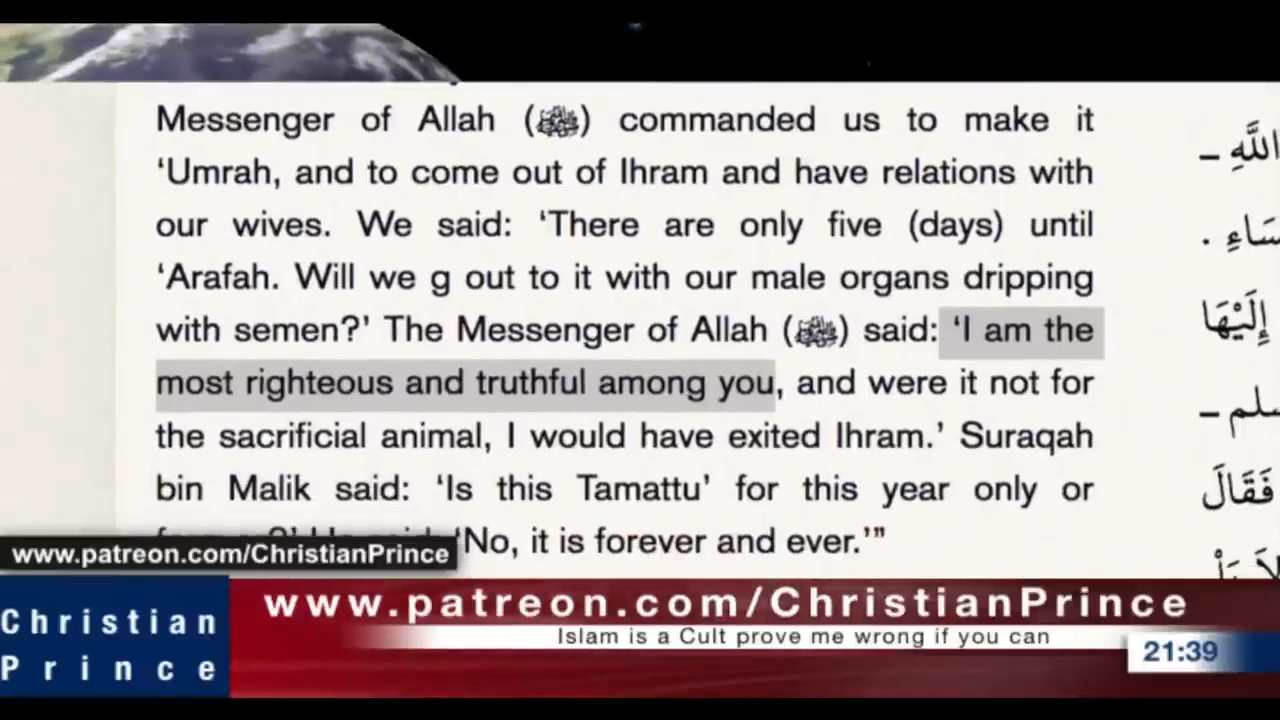 Messenger of Allah (ﷺ) commanded us to make it
‘Umrah, and to come out of Ihram and have relations with
our wives. We said: ‘There are only five (days) until
‘Arafah. Will we g out to it with our male organs dripping
with semen?’ The Messenger of Allah (ﷺ) said: ‘I am the
most righteous and truthful among you, and were it not for
the sacrificial animal, I would have exited Ihram.’ Suraqah
bin Malik said: ‘Is this Tamattu’ for this year only or
‘No, it is forever and ever.’”
اللَّهِ ـ
إِلَيْهَا
فَقَالَ
www.patreon.com/ChristianPrince
Christian
Prince
www.patreon.com/ChristianPrince
Islam is a Cult prove me wrong if you can
21:39